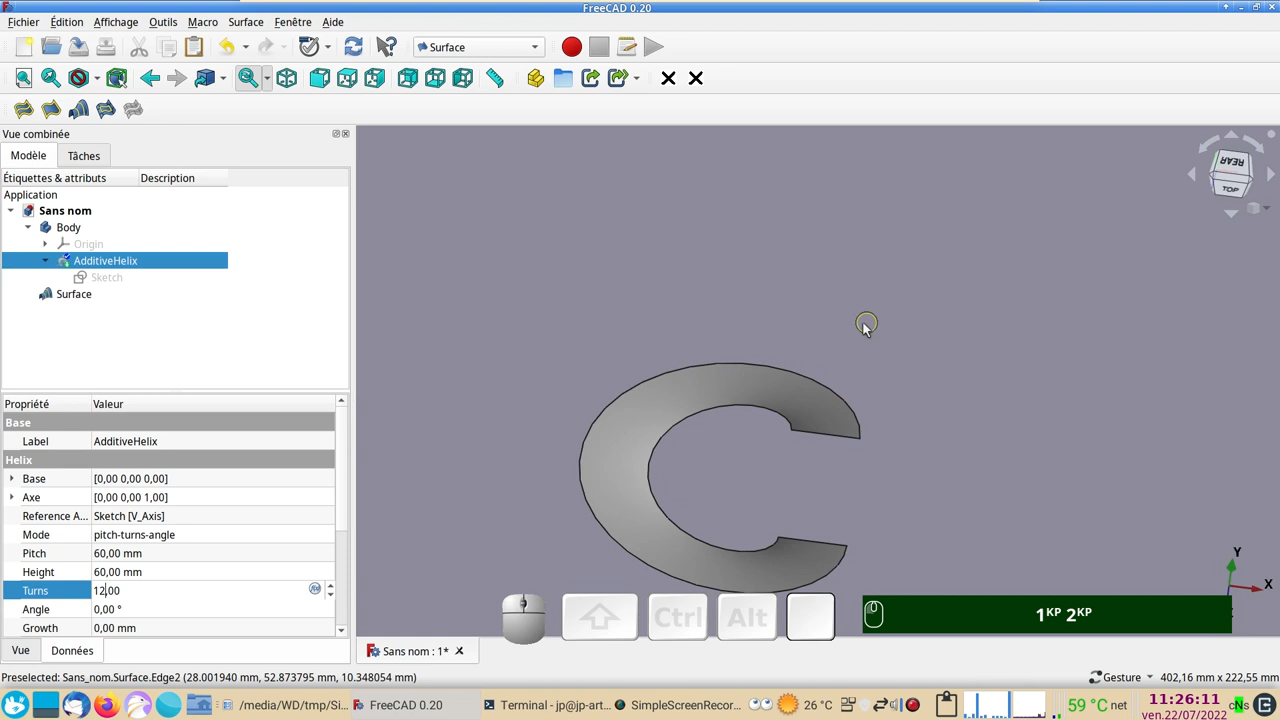 FreeCAD 0.20
Fichier Édition Affichage Outils Macro Surface Fenêtre Aide
Surface
Vue combinée
Modèle Tâches
Étiquettes & attributs Description
Application
Sans nom
Body
Origin
AdditiveHelix
Sketch
Surface
REAR
TOP
Propriété Valeur
Base
Label AdditiveHelix
Helix
Base [0,00 0,00 0,00]
Axe [0,00 0,00 1,00]
Reference A... Sketch [V_Axis]
Mode pitch-turns-angle
Pitch 60,00 mm
Height 60,00 mm
Turns 12,00
Angle 0,00 °
Growth 0,00 mm
Y
X
Ctrl Alt
1KP 2KP
Vue Données
Sans nom : 1*
Preselected: Sans_nom.Surface.Edge2 (28.001940 mm, 52.873795 mm, 10.348054 mm)
Gesture 402,16 mm x 222,55 mm
/media/WD/tmp/Si... FreeCAD 0.20 Terminal - jp@jp-art... SimpleScreenRecor... 26 °C 59 °C net 11:26:11 cNs
ven.22/07/2022